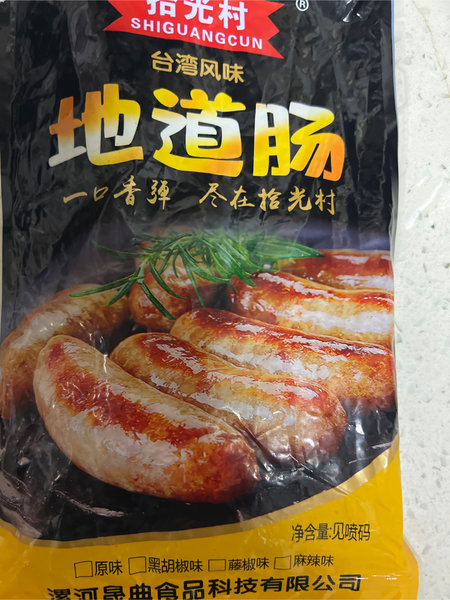 拾光村
®
SHIGUANGCUN
台湾风味
地道肠
一口香弹 尽在拾光村
净含量:见喷码
□原味 □黑胡椒味 □藤椒味 □麻辣味
漯河晟典食品科技有限公司